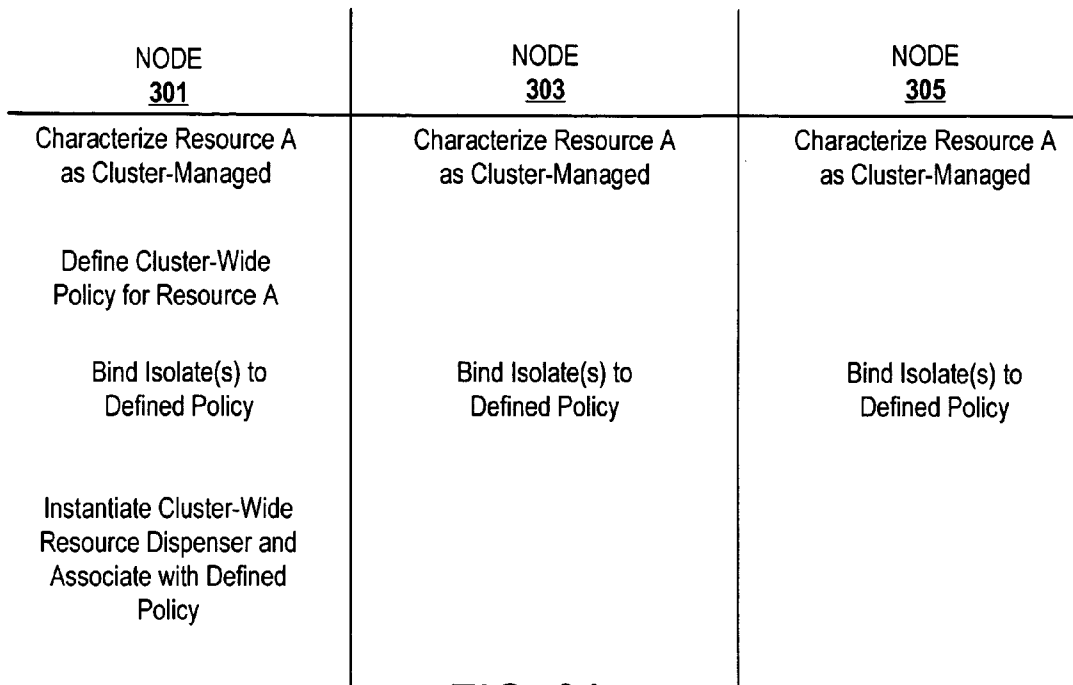 NODE
301
NODE
303
NODE
305
Characterize Resource A
as Cluster-Managed
Characterize Resource A
as Cluster-Managed
Characterize Resource A
as Cluster-Managed
Define Cluster-Wide
Policy for Resource A
Bind Isolate(s) to
Defined Policy
Bind Isolate(s) to
Defined Policy
Bind Isolate(s) to
Defined Policy
Instantiate Cluster-Wide
Resource Dispenser and
Associate with Defined
Policy